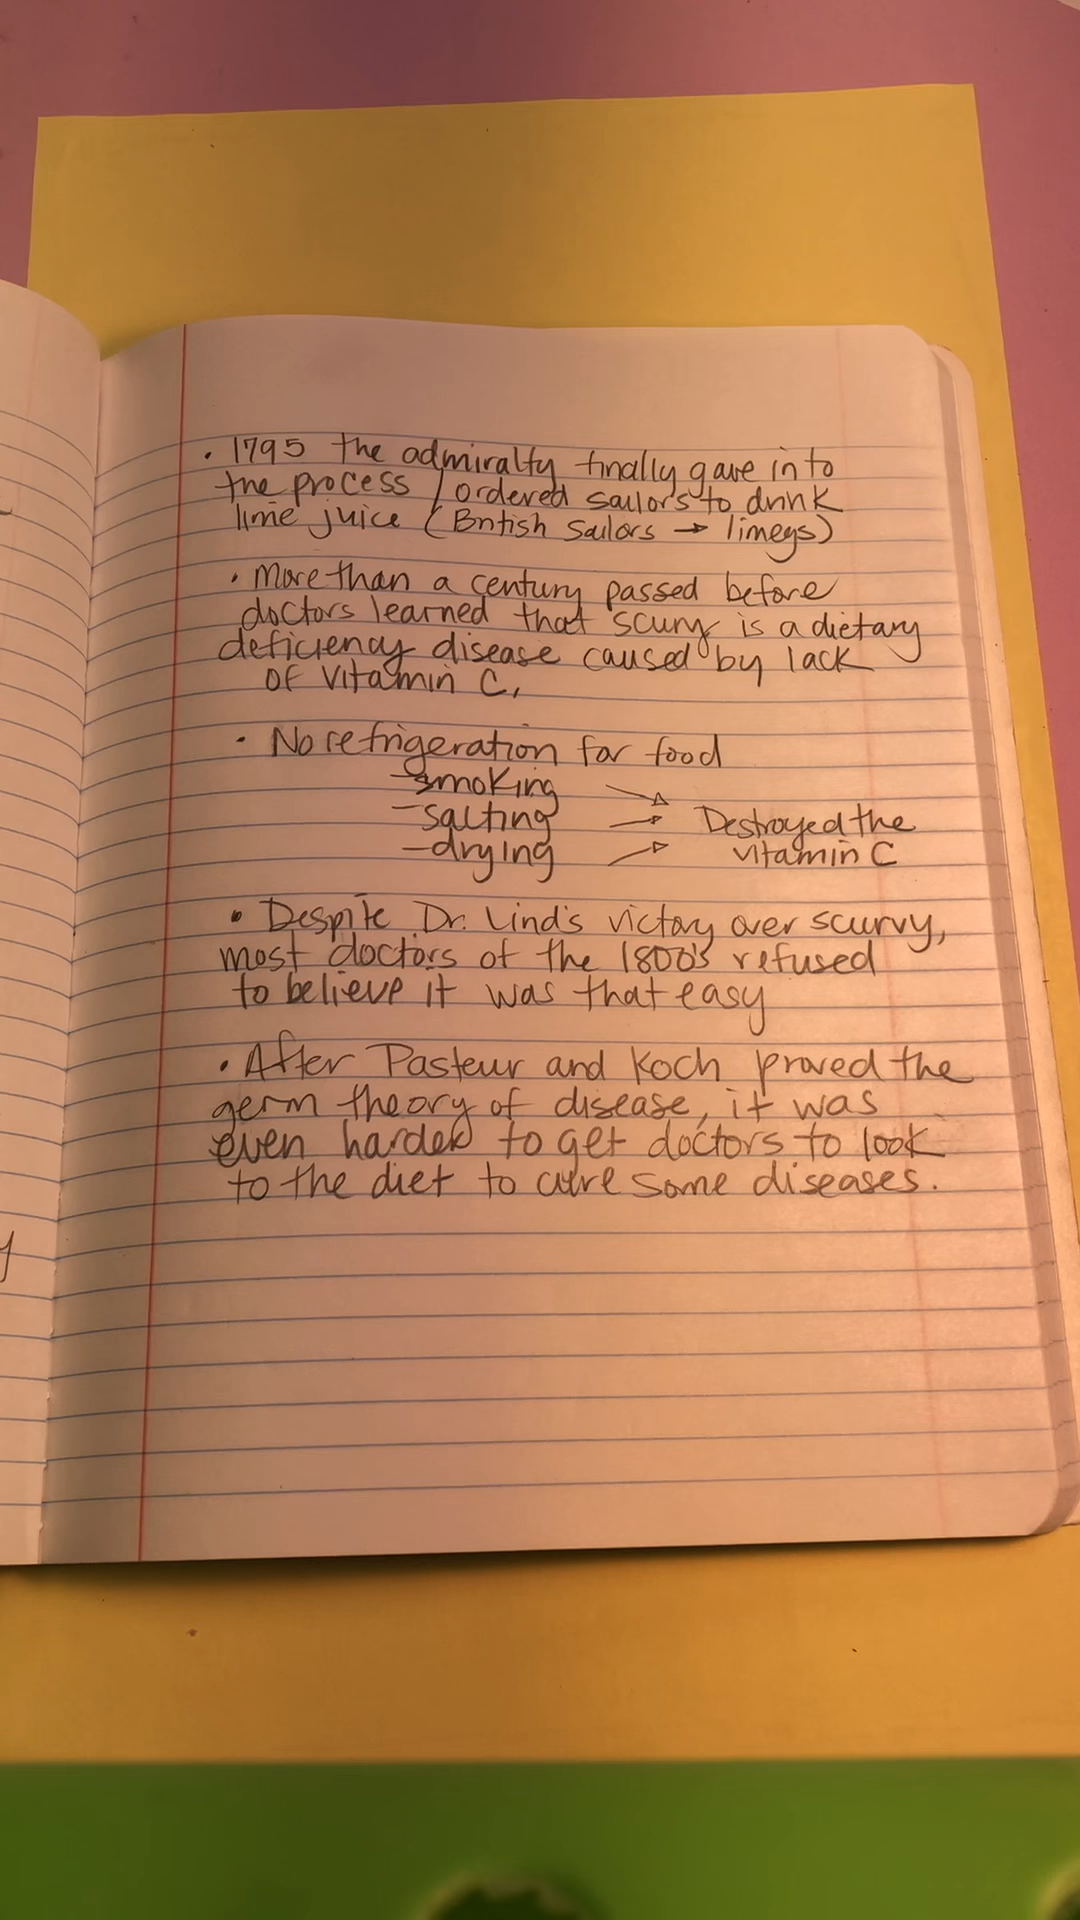 • 1795 the admiralty finally gave in to
the process / ordered sailors to drink
lime juice (British Sailors → limeys)
• More than a century passed before
doctors learned that scurvy is a dietary
deficiency disease caused by lack
of Vitamin C.
• No refrigeration for food
- smoking →
- salting → Destroyed the
- drying → vitamin C
• Despite Dr. Lind's victory over scurvy,
most doctors of the 1800's refused
to believe it was that easy
• After Pasteur and Koch proved the
germ theory of disease, it was
even harder to get doctors to look
to the diet to cure some diseases.